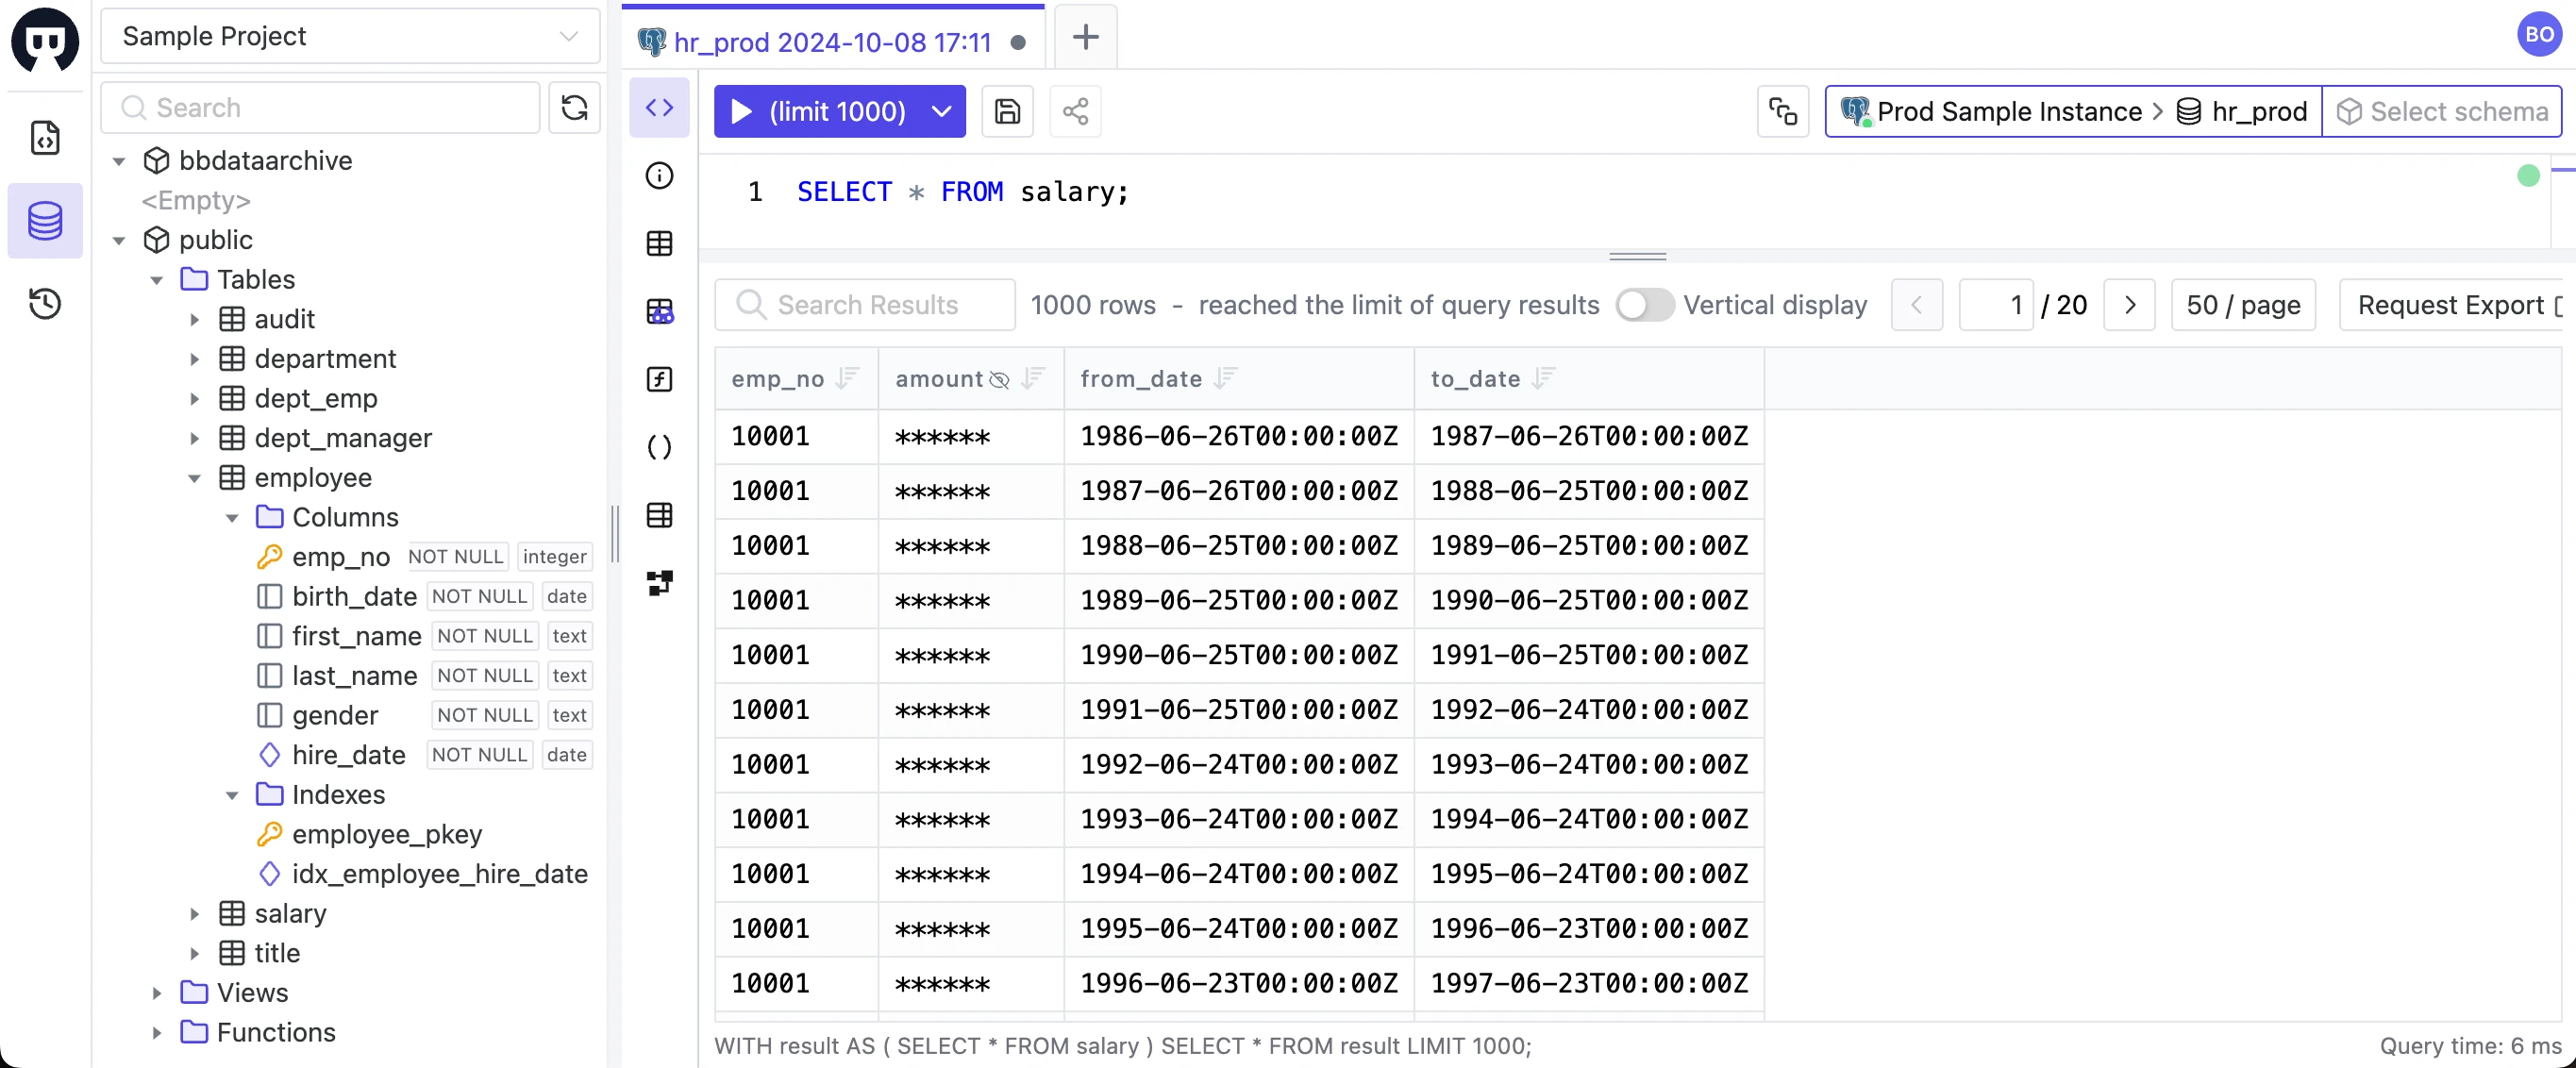 Sample Project
hr_prod 2024-10-08 17:11
BO
Search
(limit 1000)
Prod Sample Instance > hr_prod
Select schema
bbdataarchive
<Empty>
public
Tables
audit
department
dept_emp
dept_manager
employee
Columns
emp_no NOT NULL integer
birth_date NOT NULL date
first_name NOT NULL text
last_name NOT NULL text
gender NOT NULL text
hire_date NOT NULL date
Indexes
employee_pkey
idx_employee_hire_date
salary
title
Views
Functions
1 SELECT * FROM salary;
Search Results
1000 rows - reached the limit of query results
Vertical display
1 / 20
50 / page
Request Export
emp_no amount from_date to_date
10001 ****** 1986-06-26T00:00:00Z 1987-06-26T00:00:00Z
10001 ****** 1987-06-26T00:00:00Z 1988-06-25T00:00:00Z
10001 ****** 1988-06-25T00:00:00Z 1989-06-25T00:00:00Z
10001 ****** 1989-06-25T00:00:00Z 1990-06-25T00:00:00Z
10001 ****** 1990-06-25T00:00:00Z 1991-06-25T00:00:00Z
10001 ****** 1991-06-25T00:00:00Z 1992-06-24T00:00:00Z
10001 ****** 1992-06-24T00:00:00Z 1993-06-24T00:00:00Z
10001 ****** 1993-06-24T00:00:00Z 1994-06-24T00:00:00Z
10001 ****** 1994-06-24T00:00:00Z 1995-06-24T00:00:00Z
10001 ****** 1995-06-24T00:00:00Z 1996-06-23T00:00:00Z
10001 ****** 1996-06-23T00:00:00Z 1997-06-23T00:00:00Z
WITH result AS ( SELECT * FROM salary ) SELECT * FROM result LIMIT 1000;
Query time: 6 ms